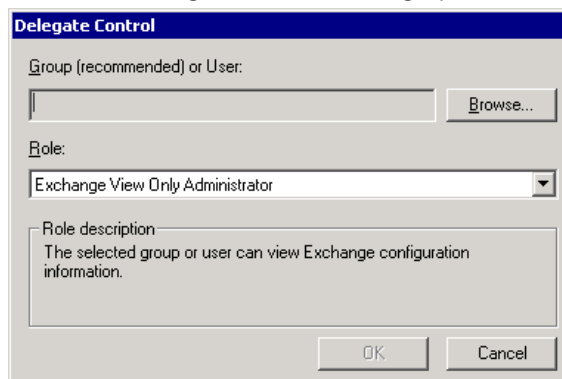 Delegate Control
Group (recommended) or User:
Browse...
Role:
Exchange View Only Administrator
Role description
The selected group or user can view Exchange configuration
information.
OK
Cancel